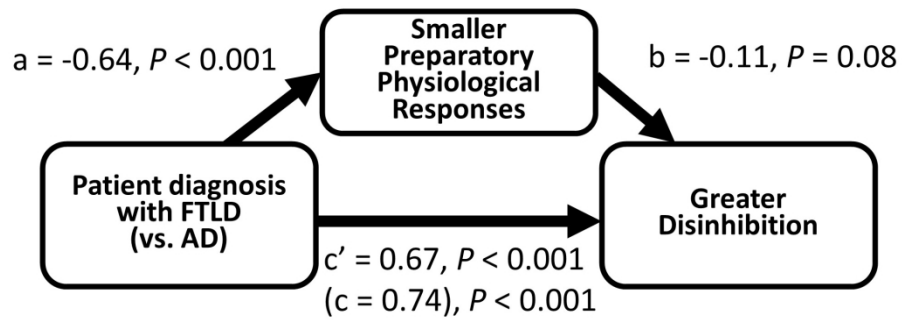 a = -0.64, P < 0.001
Smaller
Preparatory
Physiological
Responses
b = -0.11, P = 0.08
Patient diagnosis
with FTLD
(vs. AD)
Greater
Disinhibition
c’ = 0.67, P < 0.001
(c = 0.74), P < 0.001